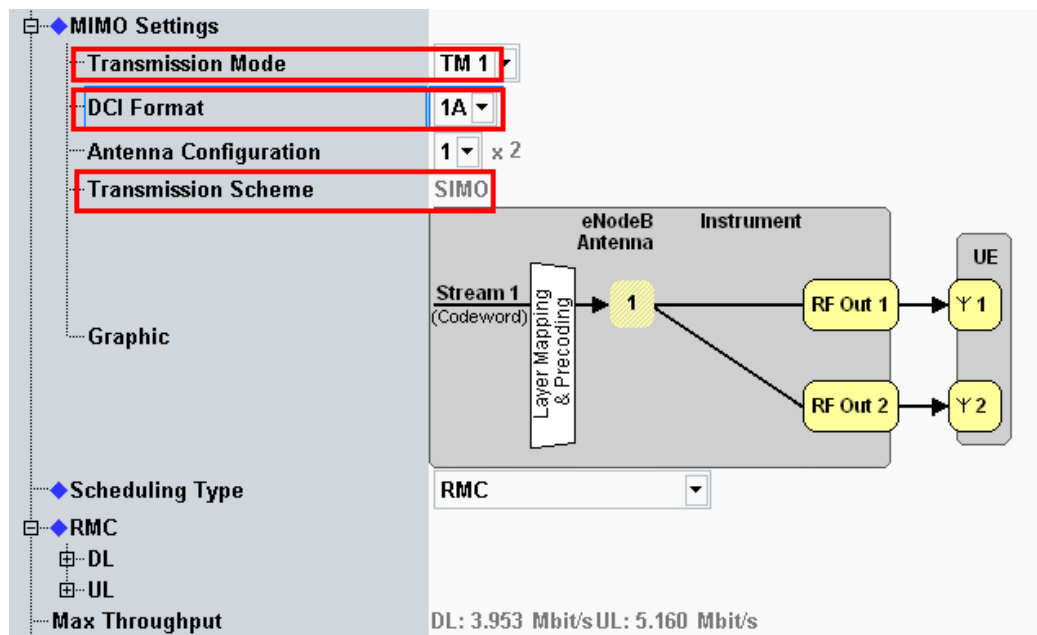 MIMO Settings
Transmission Mode TM 1
DCI Format 1A
Antenna Configuration 1 x 2
Transmission Scheme SIMO
eNodeB Antenna
Instrument
UE
Stream 1
(Codeword)
Layer Mapping
& Precoding
1
RF Out 1
1
RF Out 2
2
Graphic
Scheduling Type RMC
RMC
DL
UL
Max Throughput DL: 3.953 Mbit/s UL: 5.160 Mbit/s